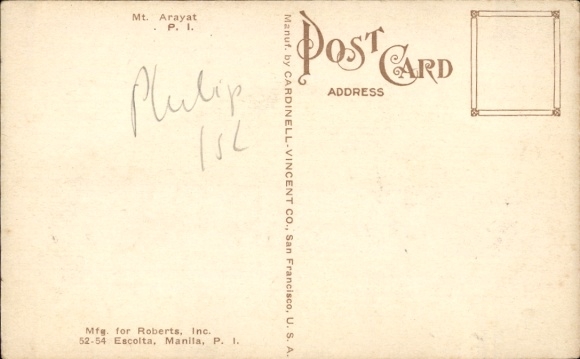 Mt. Arayat
P. I.
Philip
Isl
Manuf. by CARDINELL-VINCENT CO., San Francisco, U. S. A.
POST CARD
ADDRESS
Mfg. for Roberts, Inc.
52-54 Escolta, Manila, P. I.